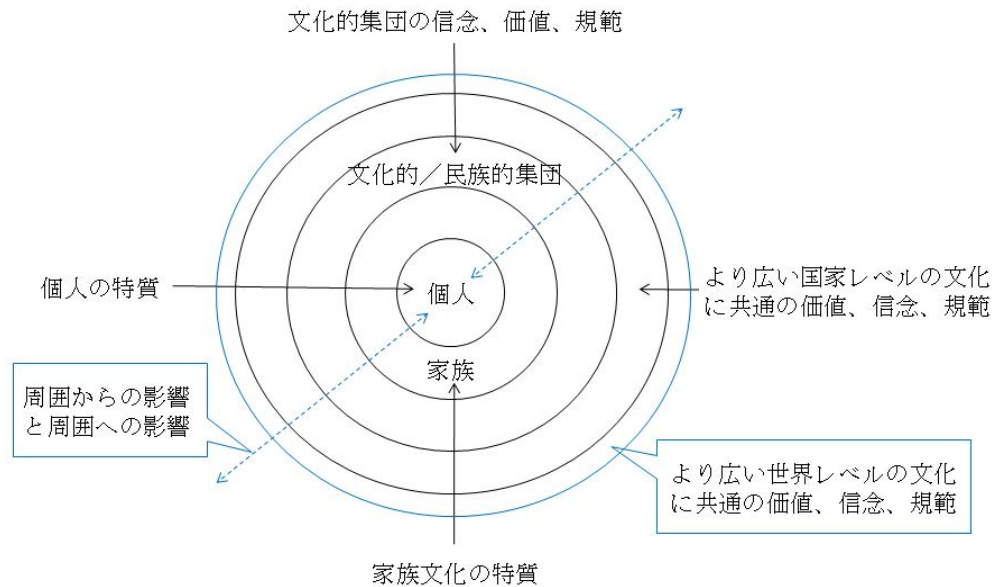 文化的集団の信念、価値、規範
文化的／民族的集団
個人の特質
個人
より広い国家レベルの文化
に共通の価値、信念、規範
家族
周囲からの影響
と周囲への影響
より広い世界レベルの文化
に共通の価値、信念、規範
家族文化の特質